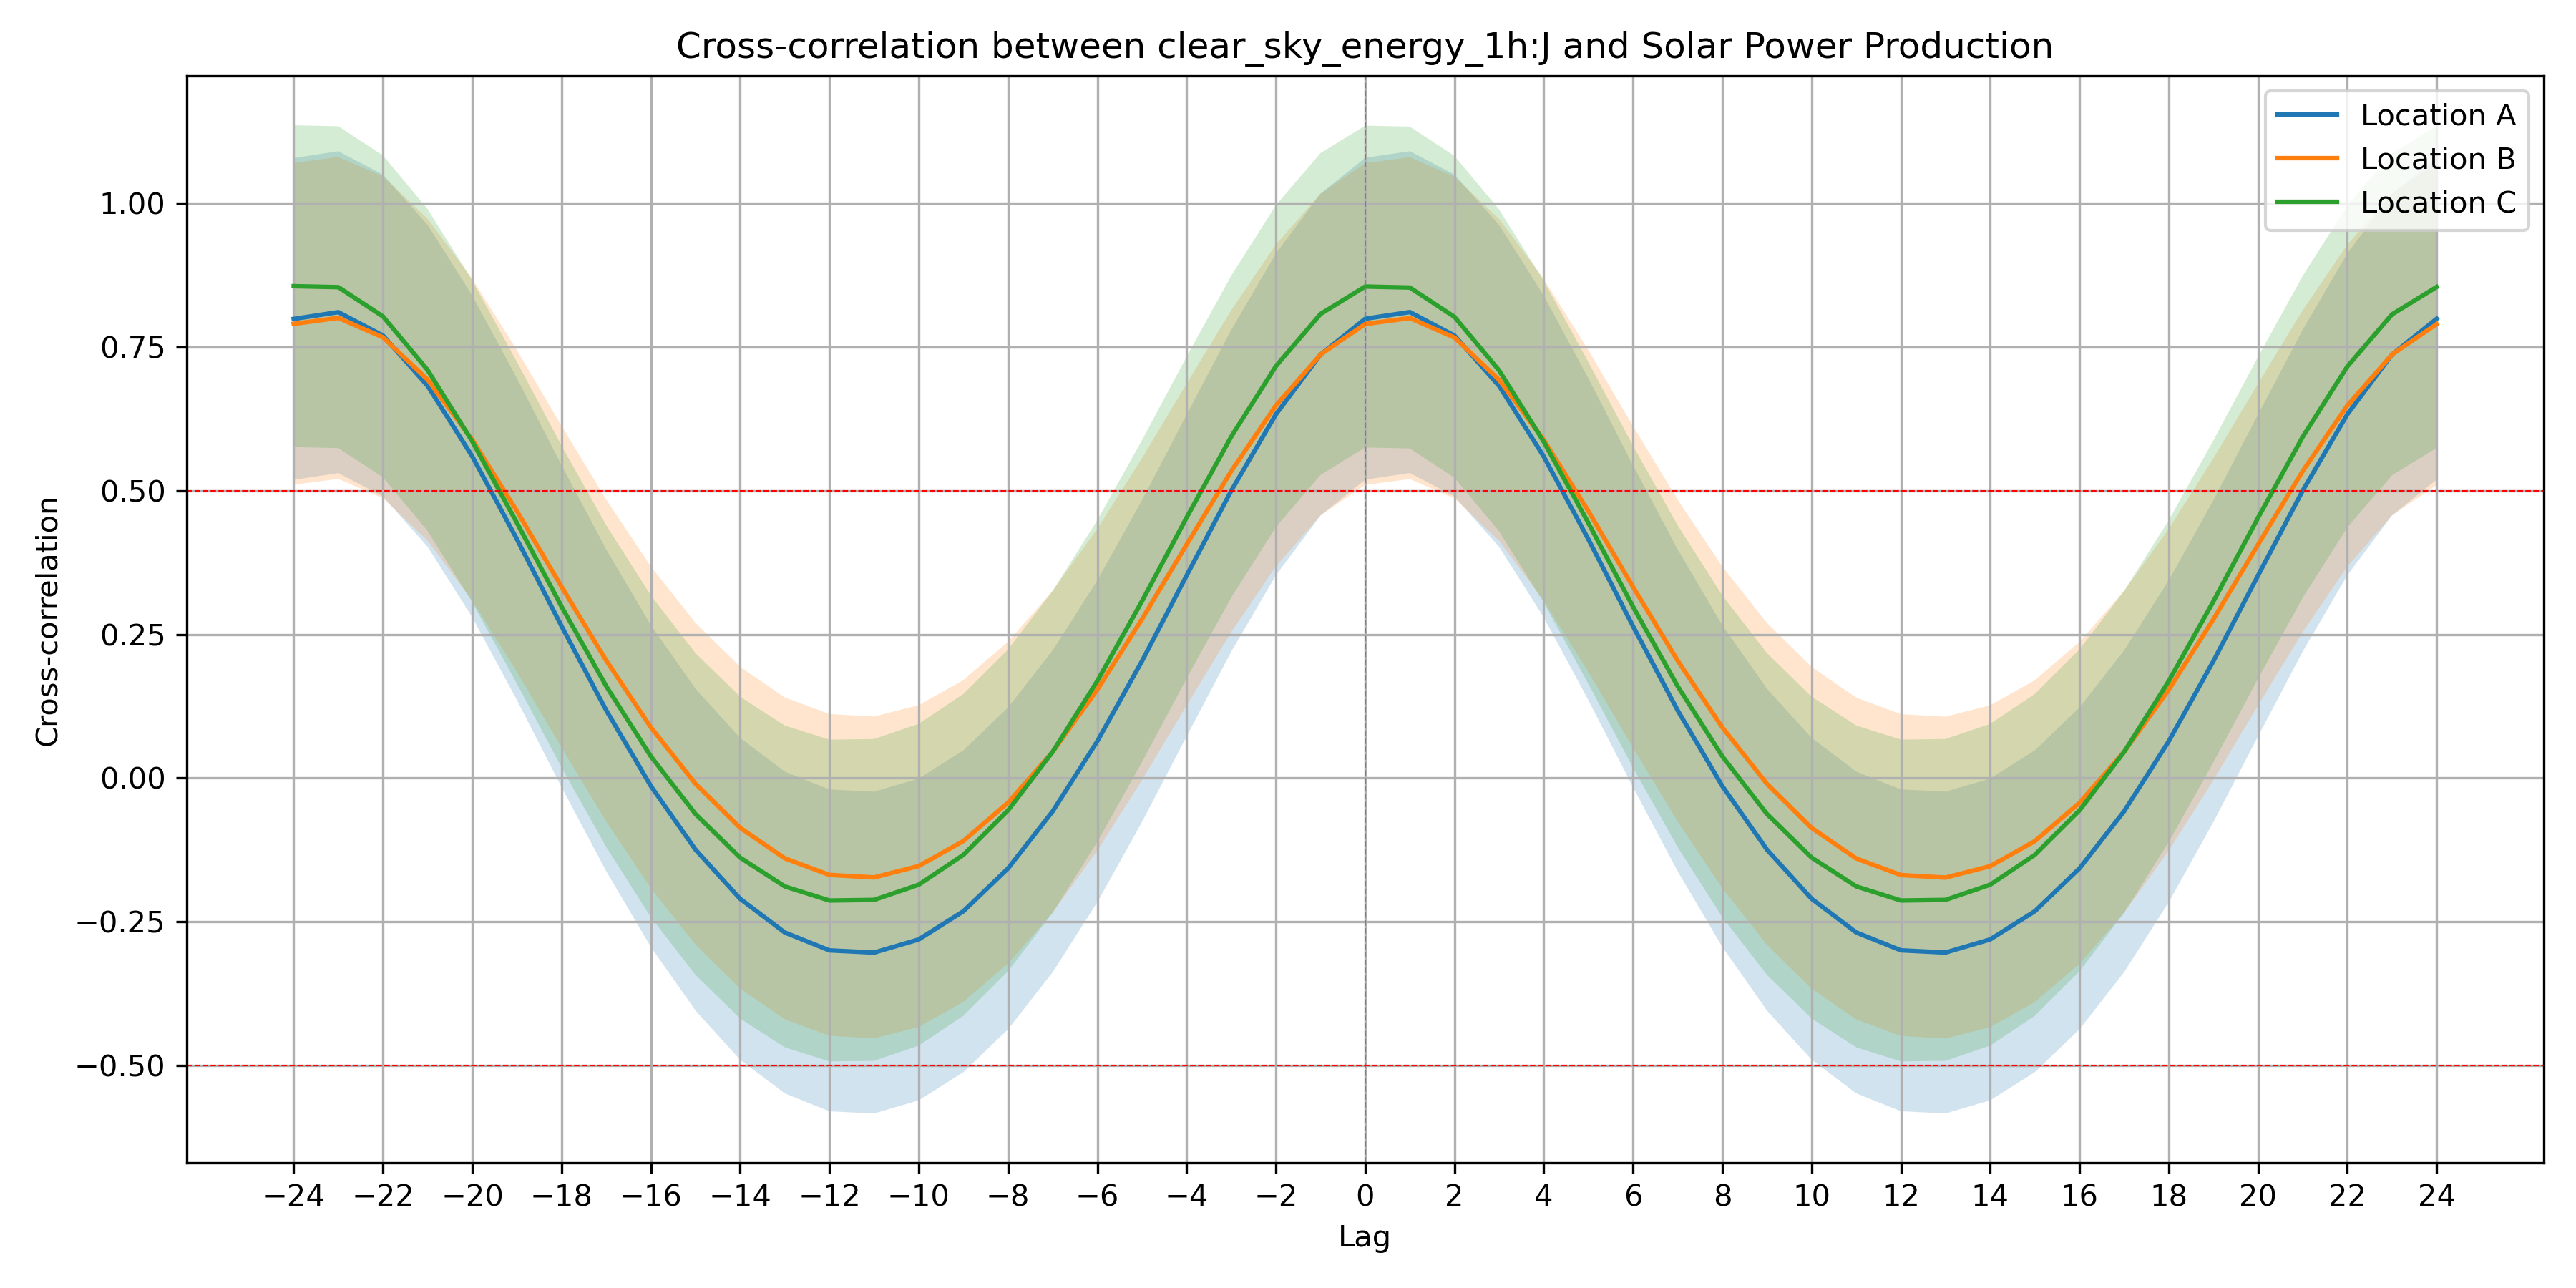 Cross-correlation between clear_sky_energy_1h:J and Solar Power Production
Location A
Location B
Location C
1.00
0.75
0.50
0.25
0.00
−0.25
−0.50
Cross-correlation
−24 −22 −20 −18 −16 −14 −12 −10 −8 −6 −4 −2 0 2 4 6 8 10 12 14 16 18 20 22 24
Lag